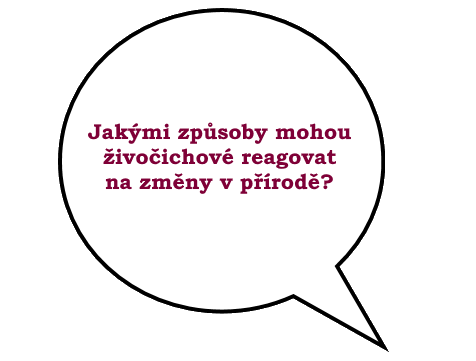 Jakými způsoby mohou
živočichové reagovat
na změny v přírodě?